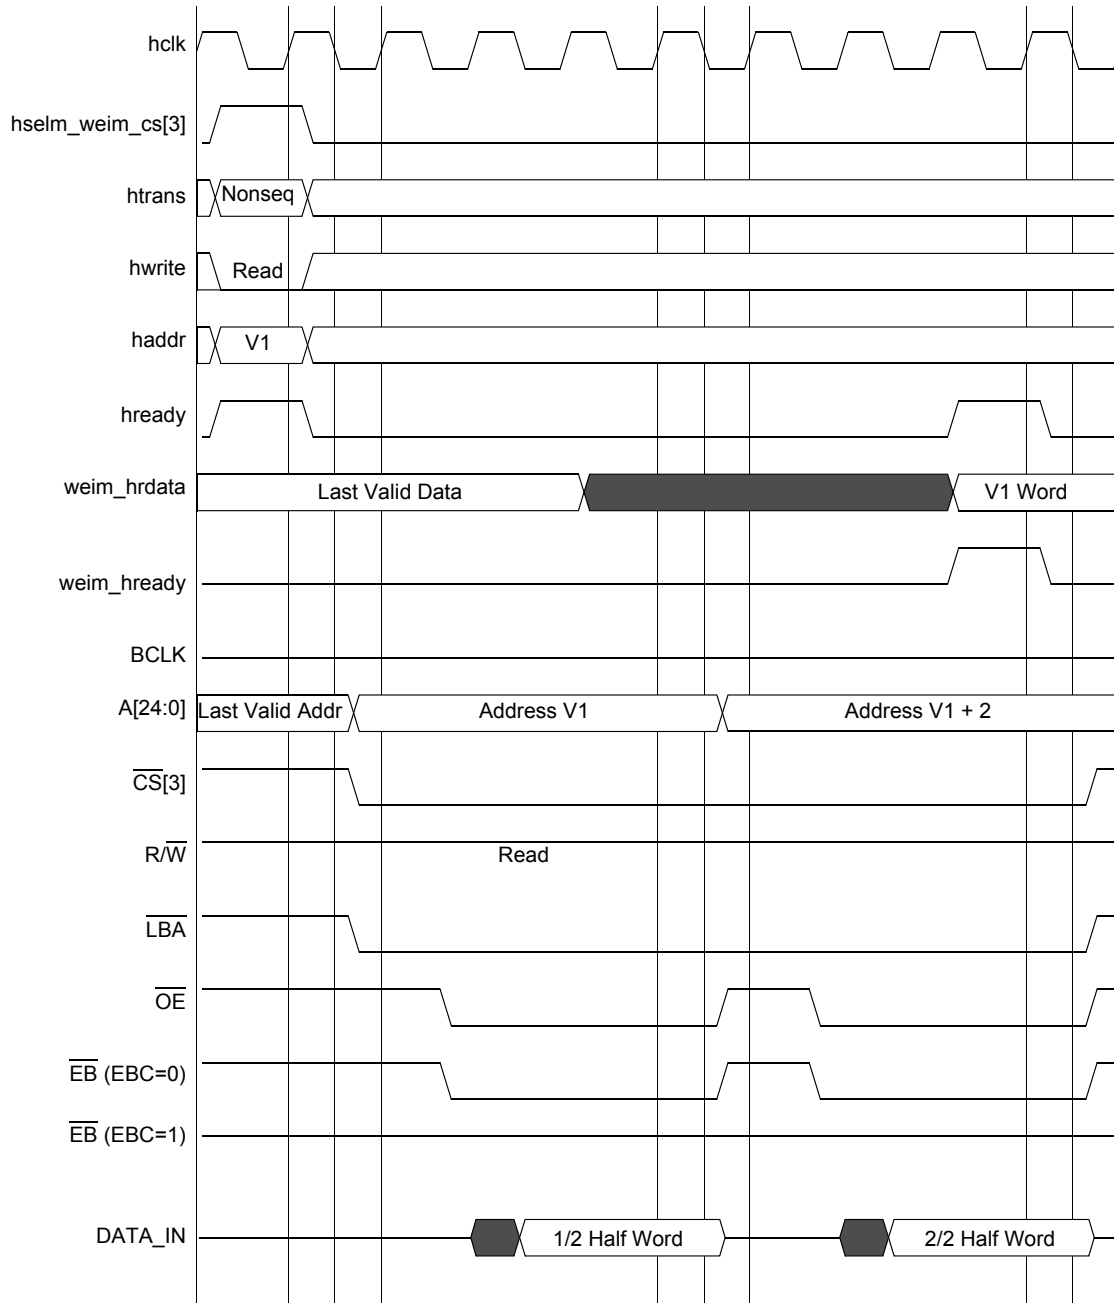 hclk
hselm_weim_cs[3]
htrans Nonseq
hwrite Read
haddr V1
hready
weim_hrdata Last Valid Data V1 Word
weim_hready
BCLK
A[24:0] Last Valid Addr Address V1 Address V1 + 2
CS[3]
R/W Read
LBA
OE
EB (EBC=0)
EB (EBC=1)
DATA_IN 1/2 Half Word 2/2 Half Word